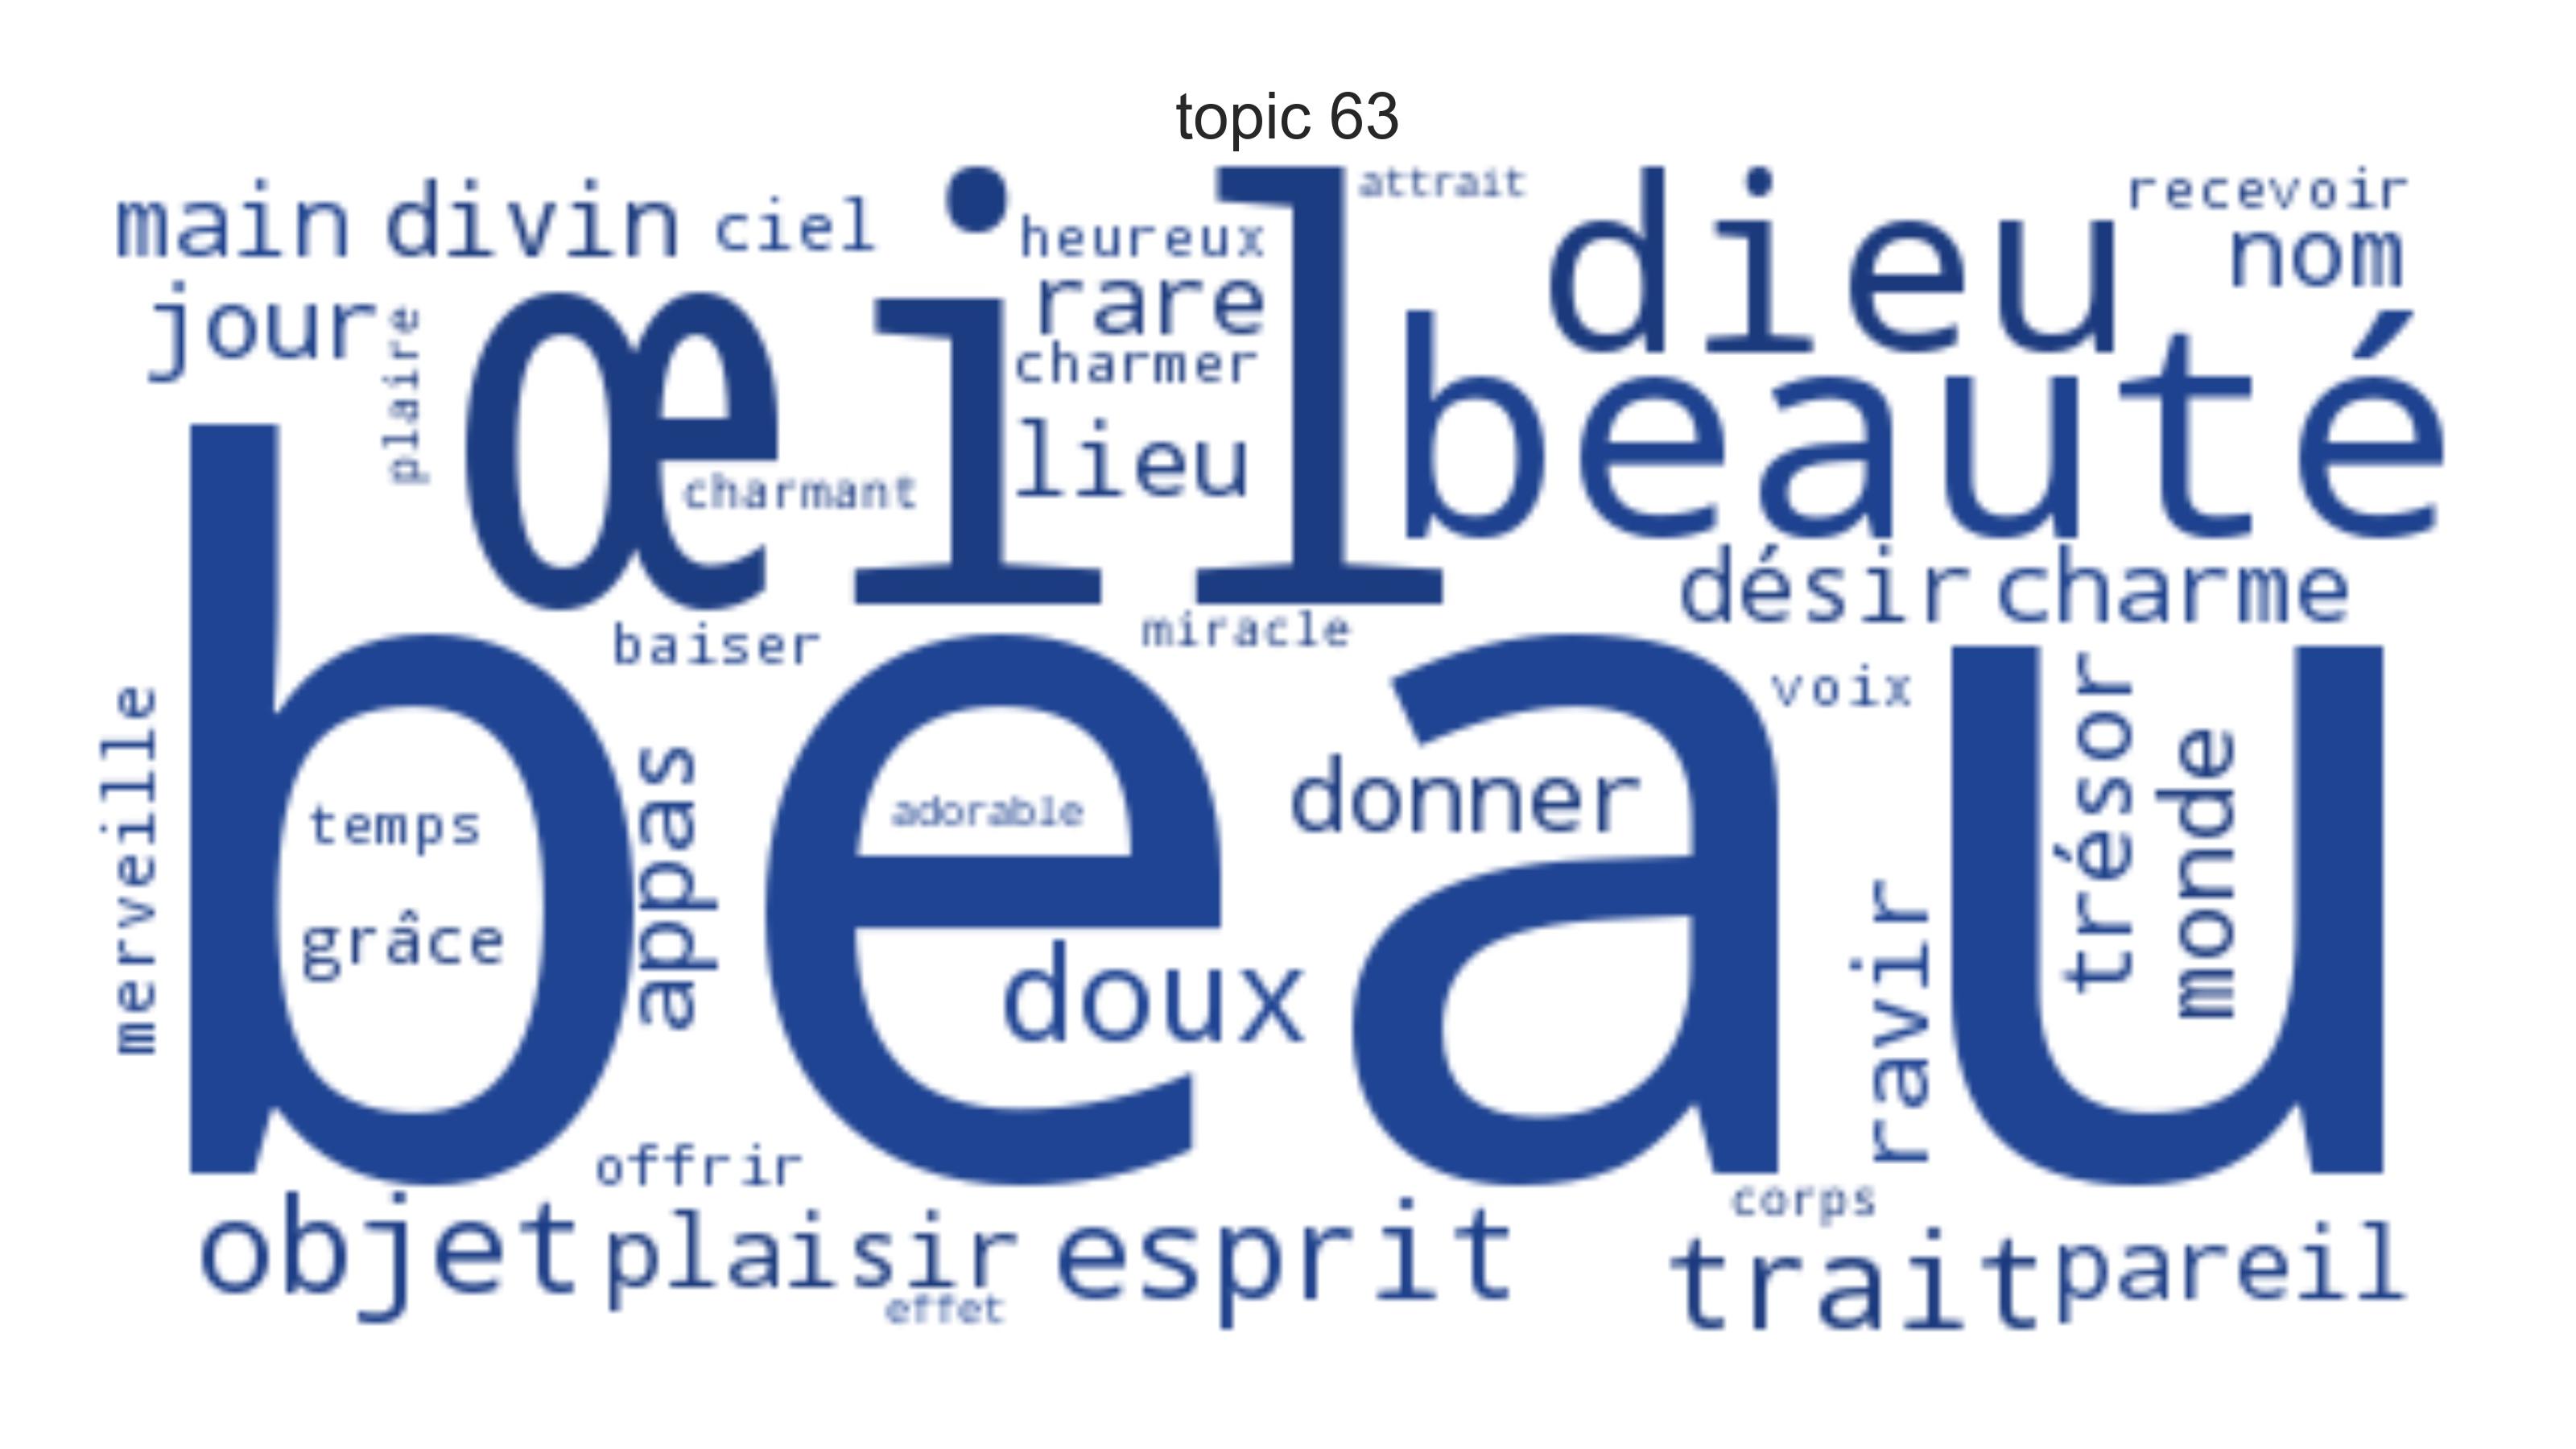 topic 63
main divin ciel
heureux
attrait
dieu
recevoir
nom
jour
plaire
œil
rare
charmer
lieu
charmant
beauté
désir charme
baiser
miracle
merveille
beau
temps
grâce
appas
adorable
doux
donner
voix
ravir
trésor
monde
offrir
objet plaisir esprit
effet
corps
trait pareil